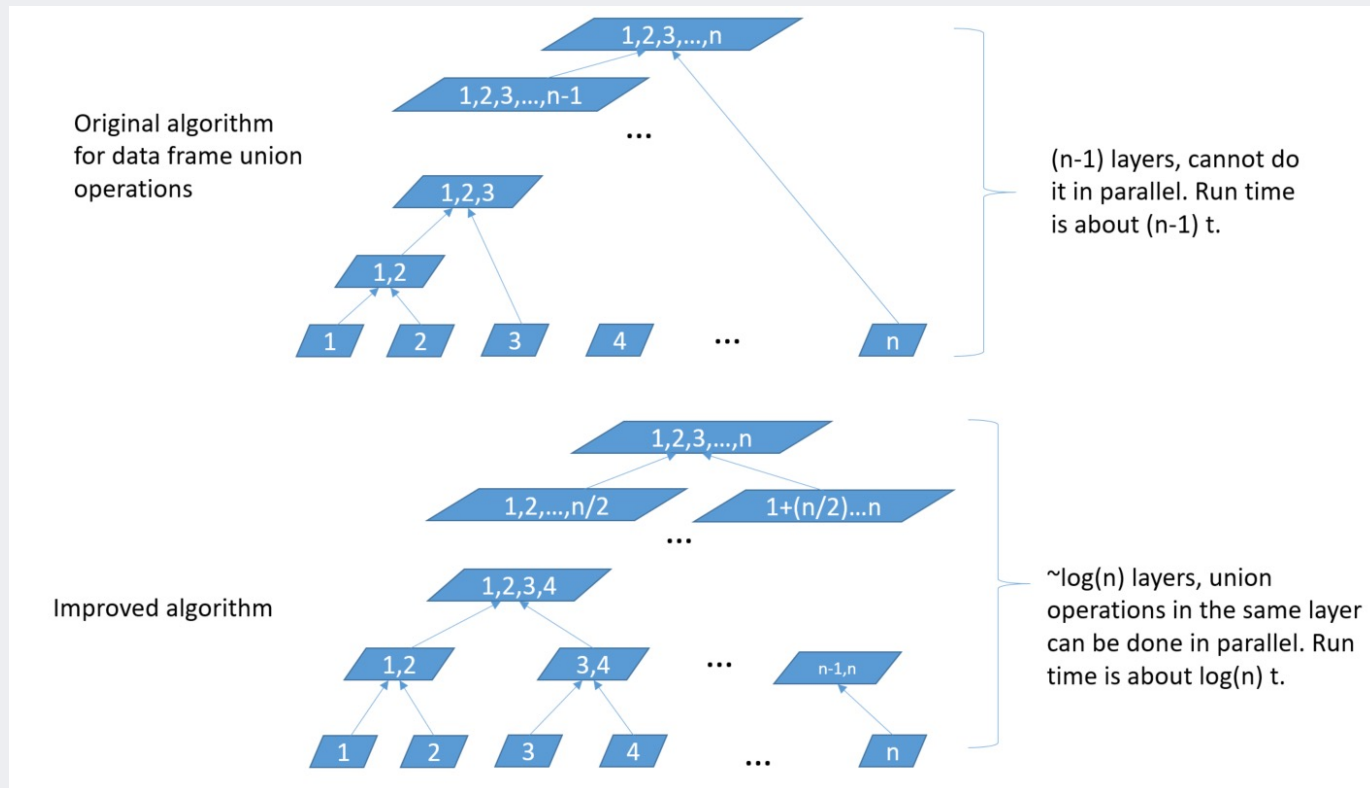 1,2,3,...,n
1,2,3,...,n-1
Original algorithm
for data frame union
operations
...
(n-1) layers, cannot do
it in parallel. Run time
is about (n-1) t.
1,2,3
1,2
1
2
3
4
...
n
1,2,3,...,n
1,2,...,n/2
1+(n/2)...n
...
Improved algorithm
1,2,3,4
~log(n) layers, union
operations in the same layer
can be done in parallel. Run
time is about log(n) t.
1,2
3,4
...
n-1,n
1
2
3
4
...
n